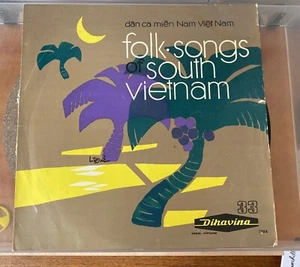 dân ca miền Nam Việt Nam
folk·songs
of south
vietnam
33
Dihavina